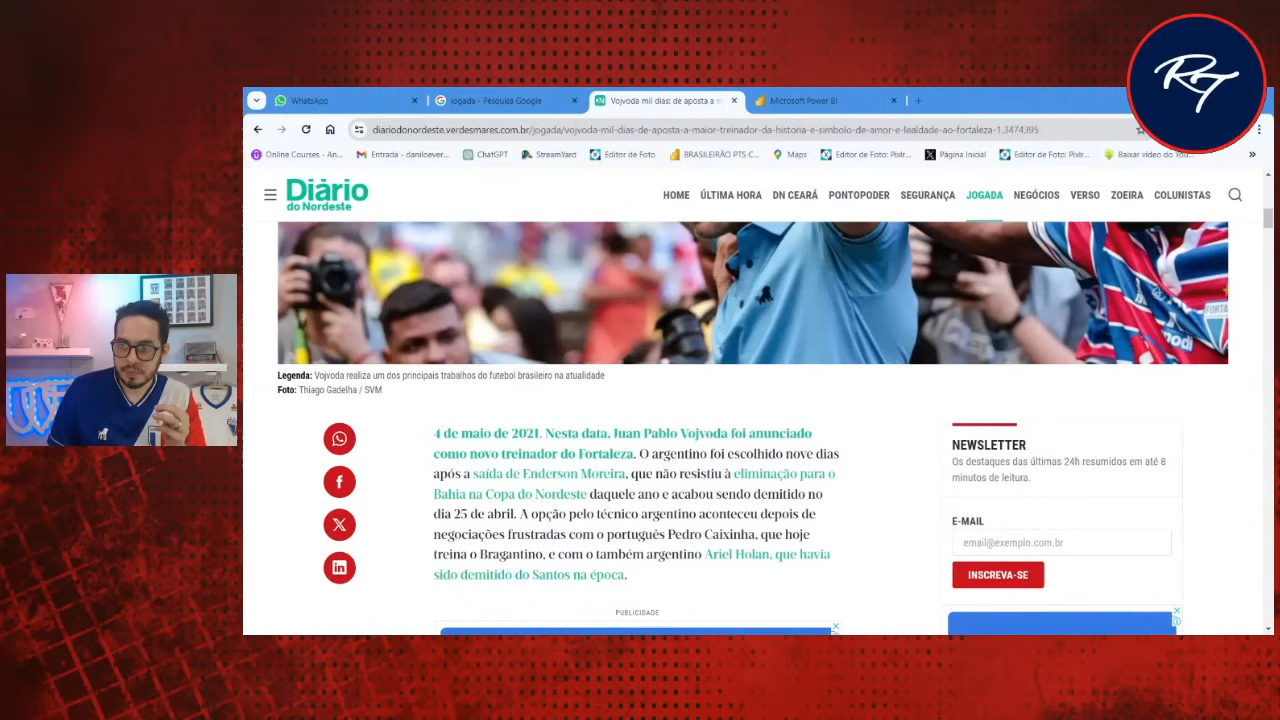 RT
WhatsApp
jogada - Pesquisa Google
Vojvoda mil dias: de aposta a m
Microsoft Power BI
diariodonordeste.verdesmares.com.br/jogada/vojvoda-mil-dias-de-aposta-a-maior-treinador-da-historia-e-simbolo-de-amor-e-lealdade-ao-fortaleza-1.3474395
Online Courses - An...
Entrada - daniloever...
ChatGPT
StreamYard
Editor de Foto
BRASILEIRÃO PTS C...
Maps
Editor de Foto: Pixlr...
Página Inicial
Editor de Foto: Pixlr...
Baixar vídeo do You...
Diário
do Nordeste
HOME
ÚLTIMA HORA
DN CEARÁ
PONTOPODER
SEGURANÇA
JOGADA
NEGÓCIOS
VERSO
ZOEIRA
COLUNISTAS
Legenda: Vojvoda realiza um dos principais trabalhos do futebol brasileiro na atualidade
Foto: Thiago Gadelha / SVM
4 de maio de 2021. Nesta data, Juan Pablo Vojvoda foi anunciado
como novo treinador do Fortaleza. O argentino foi escolhido nove dias
após a saída de Enderson Moreira, que não resistiu à eliminação para o
Bahia na Copa do Nordeste daquele ano e acabou sendo demitido no
dia 25 de abril. A opção pelo técnico argentino aconteceu depois de
negociações frustradas com o português Pedro Caixinha, que hoje
treina o Bragantino, e com o também argentino Ariel Holan, que havia
sido demitido do Santos na época.
PUBLICIDADE
NEWSLETTER
Os destaques das últimas 24h resumidos em até 8
minutos de leitura.
E-MAIL
email@exemplo.com.br
INSCREVA-SE